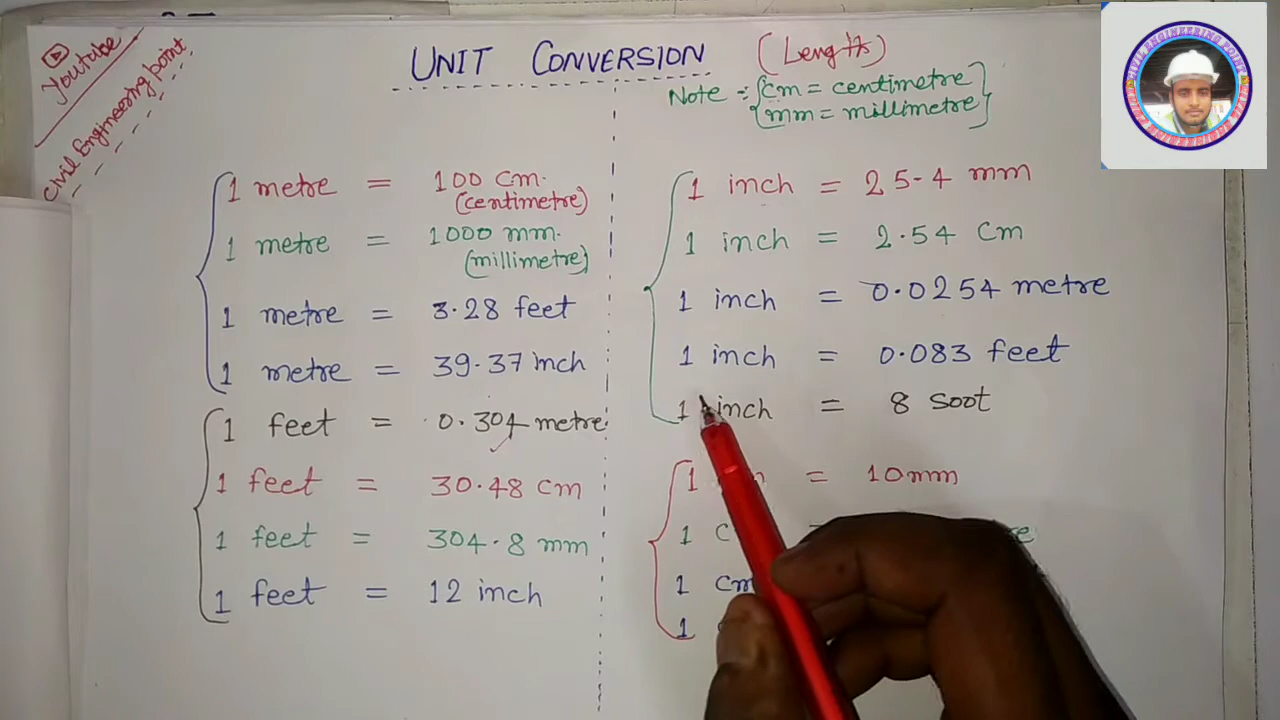 Youtube
Civil Engineering point
UNIT CONVERSION (Length)
Note :- {cm = centimetre
mm = millimetre}
1 metre = 100 cm.
(centimetre)
1 metre = 1000 mm.
(millimetre)
1 metre = 3.28 feet
1 metre = 39.37 inch
1 feet = 0.304 metre
1 feet = 30.48 cm
1 feet = 304.8 mm
1 feet = 12 inch
1 inch = 25.4 mm
1 inch = 2.54 cm
1 inch = 0.0254 metre
1 inch = 0.083 feet
1 inch = 8 soot
1 = 10mm
1
1 cm
1
CIVIL ENGINEERING POINT